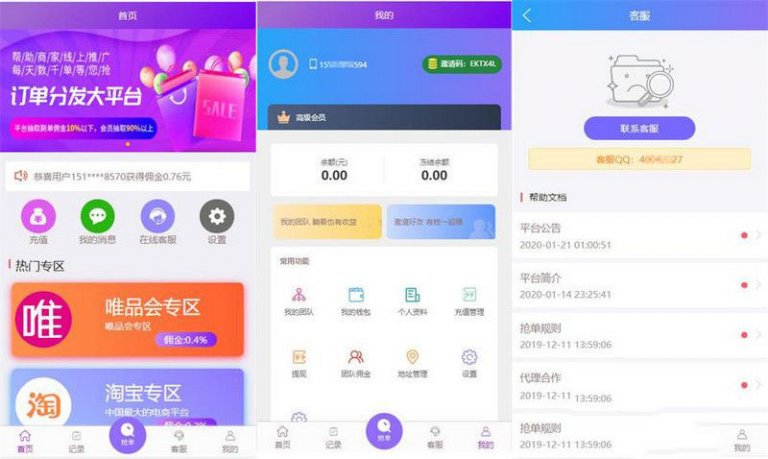 首页
帮/助/商/家/线/上/推/广
每/天/数/千/单/等/您/抢
订单分发大平台
SALE
平台抽取刷单佣金10%以下，会员抽取90%以上
恭喜用户151****8570获得佣金0.76元
充值
我的消息
在线客服
设置
热门专区
唯
唯品会专区
唯品会专区
佣金:0.4%
淘
淘宝专区
中国最大的电商平台
首页
记录
抢单
客服
我的
我的
594
邀请码：EKTX4L
高级会员
余额(元)
冻结余额
0.00
0.00
我的团队 躺着也有收益
邀请好友 有钱一起赚
常用功能
我的团队
我的钱包
个人资料
充值管理
提现
团队佣金
地址管理
设置
首页
记录
抢单
客服
我的
客服
联系客服
客服QQ：
帮助文档
平台公告
2020-01-21 01:00:51
平台简介
2020-01-14 23:25:41
抢单规则
2019-12-11 13:59:06
代理合作
2019-12-11 13:59:06
抢单规则
2019-12-11 13:59:06
我的